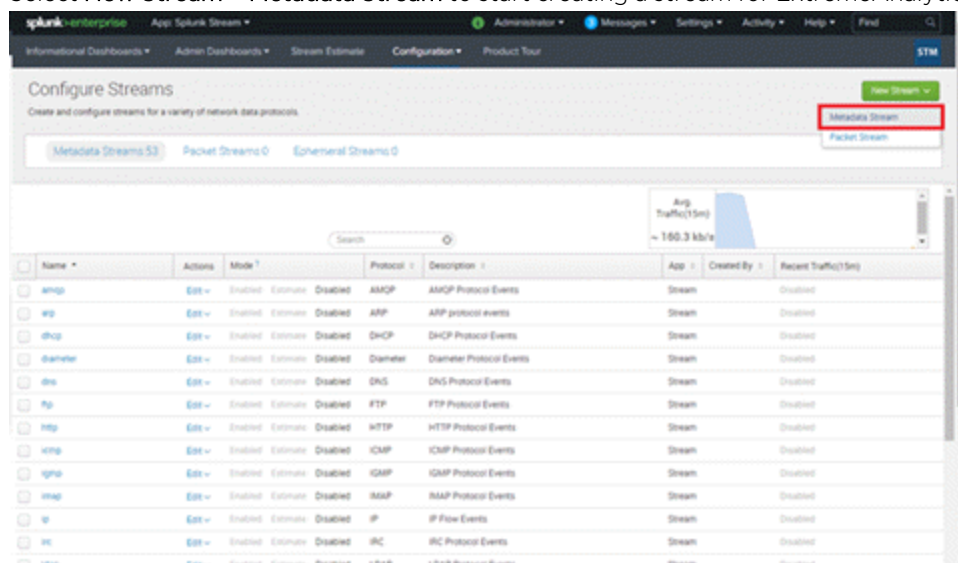 Select New Stream > Metadata Stream to start creating a stream for ExtremeAnalyti
splunk>enterprise App: Splunk Stream Administrator 3 Messages Settings Activity Help Find
Informational Dashboards Admin Dashboards Stream Estimate Configuration Product Tour STM
Configure Streams New Stream
Create and configure streams for a variety of network data protocols. Metadata Stream
Packet Stream
Metadata Streams 53 Packet Streams 0 Ephemeral Streams 0
Avg.
Traffic(15m)
~ 160.3 kb/s
Search
Name Actions Mode ? Protocol Description App Created By Recent Traffic(15m)
amqp Edit Enabled Estimate Disabled AMQP AMQP Protocol Events Stream Disabled
arp Edit Enabled Estimate Disabled ARP ARP protocol events Stream Disabled
dhcp Edit Enabled Estimate Disabled DHCP DHCP Protocol Events Stream Disabled
diameter Edit Enabled Estimate Disabled Diameter Diameter Protocol Events Stream Disabled
dns Edit Enabled Estimate Disabled DNS DNS Protocol Events Stream Disabled
ftp Edit Enabled Estimate Disabled FTP FTP Protocol Events Stream Disabled
http Edit Enabled Estimate Disabled HTTP HTTP Protocol Events Stream Disabled
icmp Edit Enabled Estimate Disabled ICMP ICMP Protocol Events Stream Disabled
igmp Edit Enabled Estimate Disabled IGMP IGMP Protocol Events Stream Disabled
imap Edit Enabled Estimate Disabled IMAP IMAP Protocol Events Stream Disabled
ip Edit Enabled Estimate Disabled IP IP Flow Events Stream Disabled
irc Edit Enabled Estimate Disabled IRC IRC Protocol Events Stream Disabled